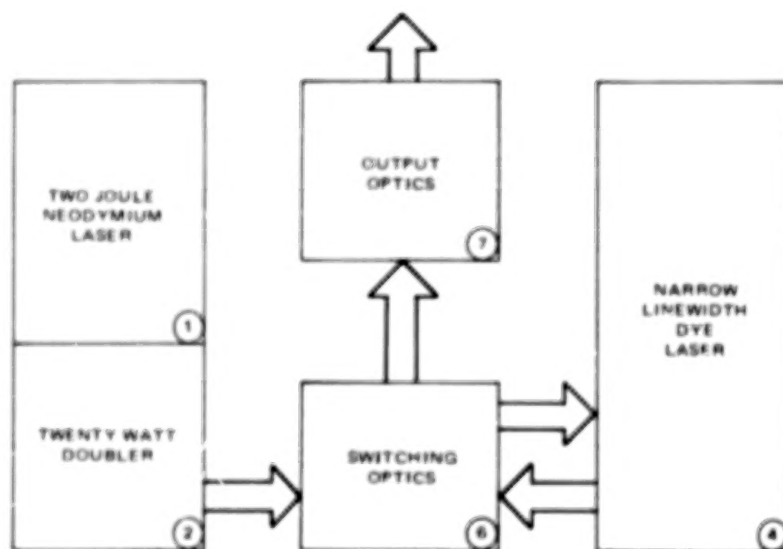 TWO JOULE
NEODYMIUM
LASER
1
TWENTY WATT
DOUBLER
2
OUTPUT
OPTICS
7
SWITCHING
OPTICS
6
NARROW
LINEWIDTH
DYE
LASER
4